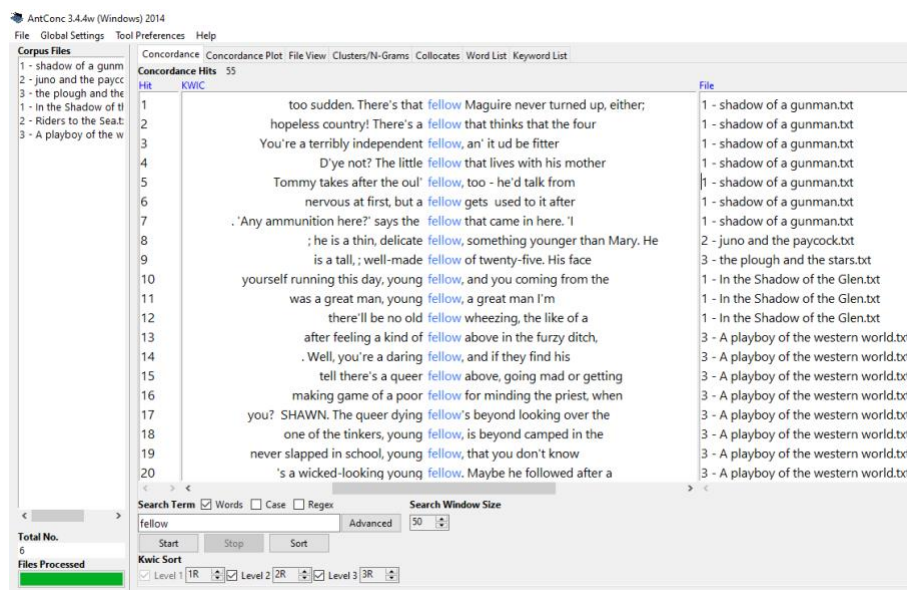 AntConc 3.4.4w (Windows) 2014
File Global Settings Tool Preferences Help
Corpus Files
1 - shadow of a gunm
2 - juno and the paycc
3 - the plough and the
1 - In the Shadow of tl
2 - Riders to the Sea.t:
3 - A playboy of the w
Concordance Concordance Plot File View Clusters/N-Grams Collocates Word List Keyword List
Concordance Hits 55
Hit KWIC File
1 too sudden. There's that fellow Maguire never turned up, either; 1 - shadow of a gunman.txt
2 hopeless country! There's a fellow that thinks that the four 1 - shadow of a gunman.txt
3 You're a terribly independent fellow, an' it ud be fitter 1 - shadow of a gunman.txt
4 D'ye not? The little fellow that lives with his mother 1 - shadow of a gunman.txt
5 Tommy takes after the oul' fellow, too - he'd talk from 1 - shadow of a gunman.txt
6 nervous at first, but a fellow gets used to it after 1 - shadow of a gunman.txt
7 . 'Any ammunition here?' says the fellow that came in here. 'I 1 - shadow of a gunman.txt
8 ; he is a thin, delicate fellow, something younger than Mary. He 2 - juno and the paycock.txt
9 is a tall, ; well-made fellow of twenty-five. His face 3 - the plough and the stars.txt
10 yourself running this day, young fellow, and you coming from the 1 - In the Shadow of the Glen.txt
11 was a great man, young fellow, a great man I'm 1 - In the Shadow of the Glen.txt
12 there'll be no old fellow wheezing, the like of a 1 - In the Shadow of the Glen.txt
13 after feeling a kind of fellow above in the furzy ditch, 3 - A playboy of the western world.tx
14 . Well, you're a daring fellow, and if they find his 3 - A playboy of the western world.tx
15 tell there's a queer fellow above, going mad or getting 3 - A playboy of the western world.tx
16 making game of a poor fellow for minding the priest, when 3 - A playboy of the western world.tx
17 you? SHAWN. The queer dying fellow's beyond looking over the 3 - A playboy of the western world.tx
18 one of the tinkers, young fellow, is beyond camped in the 3 - A playboy of the western world.tx
19 never slapped in school, young fellow, that you don't know 3 - A playboy of the western world.tx
20 's a wicked-looking young fellow. Maybe he followed after a 3 - A playboy of the western world.tx
Search Term Words Case Regex Search Window Size
fellow Advanced 50
Start Stop Sort
Total No.
6
Files Processed
Kwic Sort
Level 1 1R Level 2 2R Level 3 3R